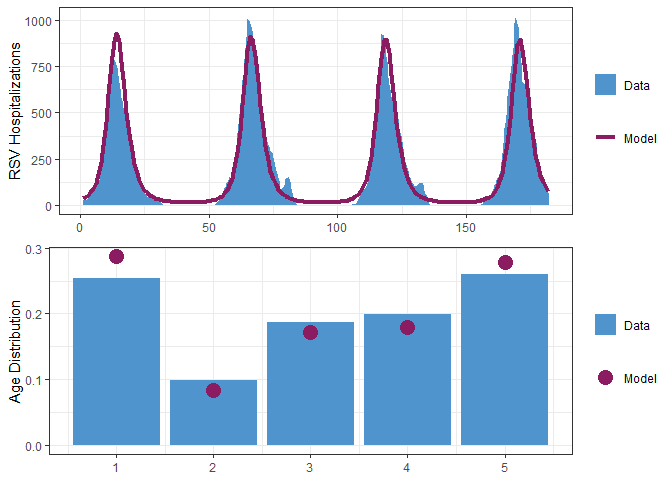 RSV Hospitalizations
1000
750
500
250
0
0 50 100 150
Data
Model
Age Distribution
0.3
0.2
0.1
0.0
1 2 3 4 5
Data
Model